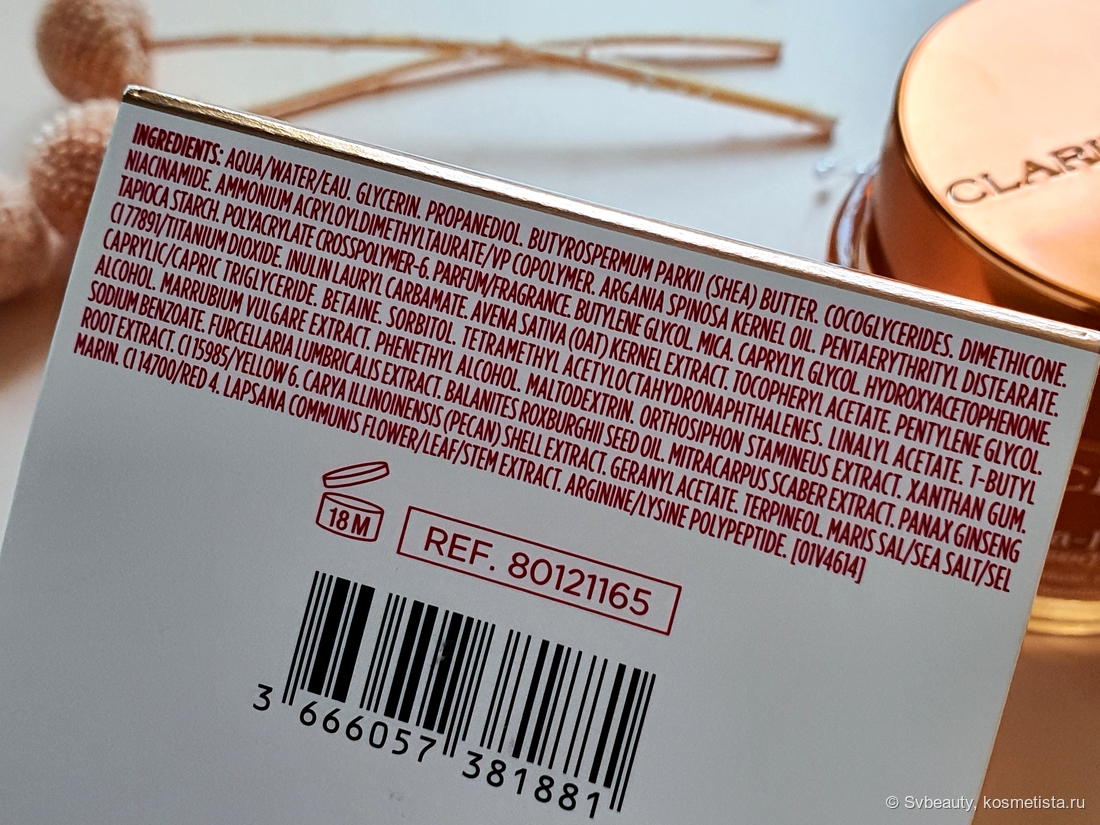 CLAR
INGREDIENTS: AQUA/WATER/EAU. GLYCERIN. PROPANEDIOL. BUTYROSPERMUM PARKII (SHEA) BUTTER. COCOGLYCERIDES. DIMETHICONE.
NIACINAMIDE. AMMONIUM ACRYLOYLDIMETHYLTAURATE/VP COPOLYMER. ARGANIA SPINOSA KERNEL OIL. PENTAERYTHRITYL DISTEARATE.
TAPIOCA STARCH. POLYACRYLATE CROSSPOLYMER-6. PARFUM/FRAGRANCE. BUTYLENE GLYCOL. MICA. CAPRYLYL GLYCOL. HYDROXYACETOPHENONE.
CI 77891/TITANIUM DIOXIDE. INULIN LAURYL CARBAMATE. AVENA SATIVA (OAT) KERNEL EXTRACT. TOCOPHERYL ACETATE. PENTYLENE GLYCOL.
CAPRYLIC/CAPRIC TRIGLYCERIDE. BETAINE. SORBITOL. TETRAMETHYL ACETYLOCTAHYDRONAPHTHALENES. LINALYL ACETATE. T-BUTYL
ALCOHOL. MARRUBIUM VULGARE EXTRACT. PHENETHYL ALCOHOL. MALTODEXTRIN. ORTHOSIPHON STAMINEUS EXTRACT. XANTHAN GUM.
SODIUM BENZOATE. FURCELLARIA LUMBRICALIS EXTRACT. BALANITES ROXBURGHII SEED OIL. MITRACARPUS SCABER EXTRACT. PANAX GINSENG
ROOT EXTRACT. CI 15985/YELLOW 6. CARYA ILLINOINENSIS (PECAN) SHELL EXTRACT. GERANYL ACETATE. TERPINEOL. MARIS SAL/SEA SALT/SEL
MARIN. CI 14700/RED 4. LAPSANA COMMUNIS FLOWER/LEAF/STEM EXTRACT. ARGININE/LYSINE POLYPEPTIDE. [01V4614]
18 M
REF. 80121165
3 666057 381881
© Svbeauty, kosmetista.ru